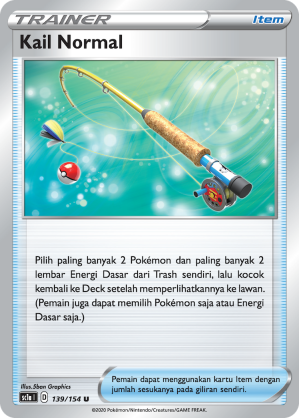 TRAINER Item
Kail Normal
Pilih paling banyak 2 Pokémon dan paling banyak 2
lembar Energi Dasar dari Trash sendiri, lalu kocok
kembali ke Deck setelah memperlihatkannya ke lawan.
(Pemain juga dapat memilih Pokémon saja atau Energi
Dasar saja.)
Illus. 5ban Graphics
sc1a I D 139/154 U
Pemain dapat menggunakan kartu Item dengan
jumlah sesukanya pada giliran sendiri.
©2020 Pokémon/Nintendo/Creatures/GAME FREAK.